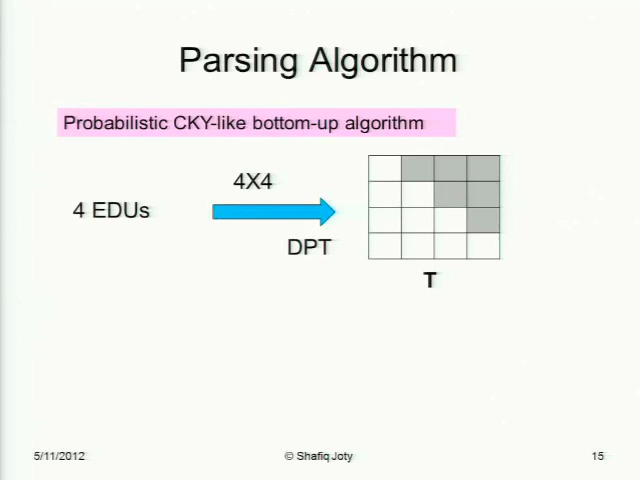 Parsing Algorithm
Probabilistic CKY-like bottom-up algorithm
4X4
4 EDUs
DPT
T
5/11/2012
© Shafiq Joty
15